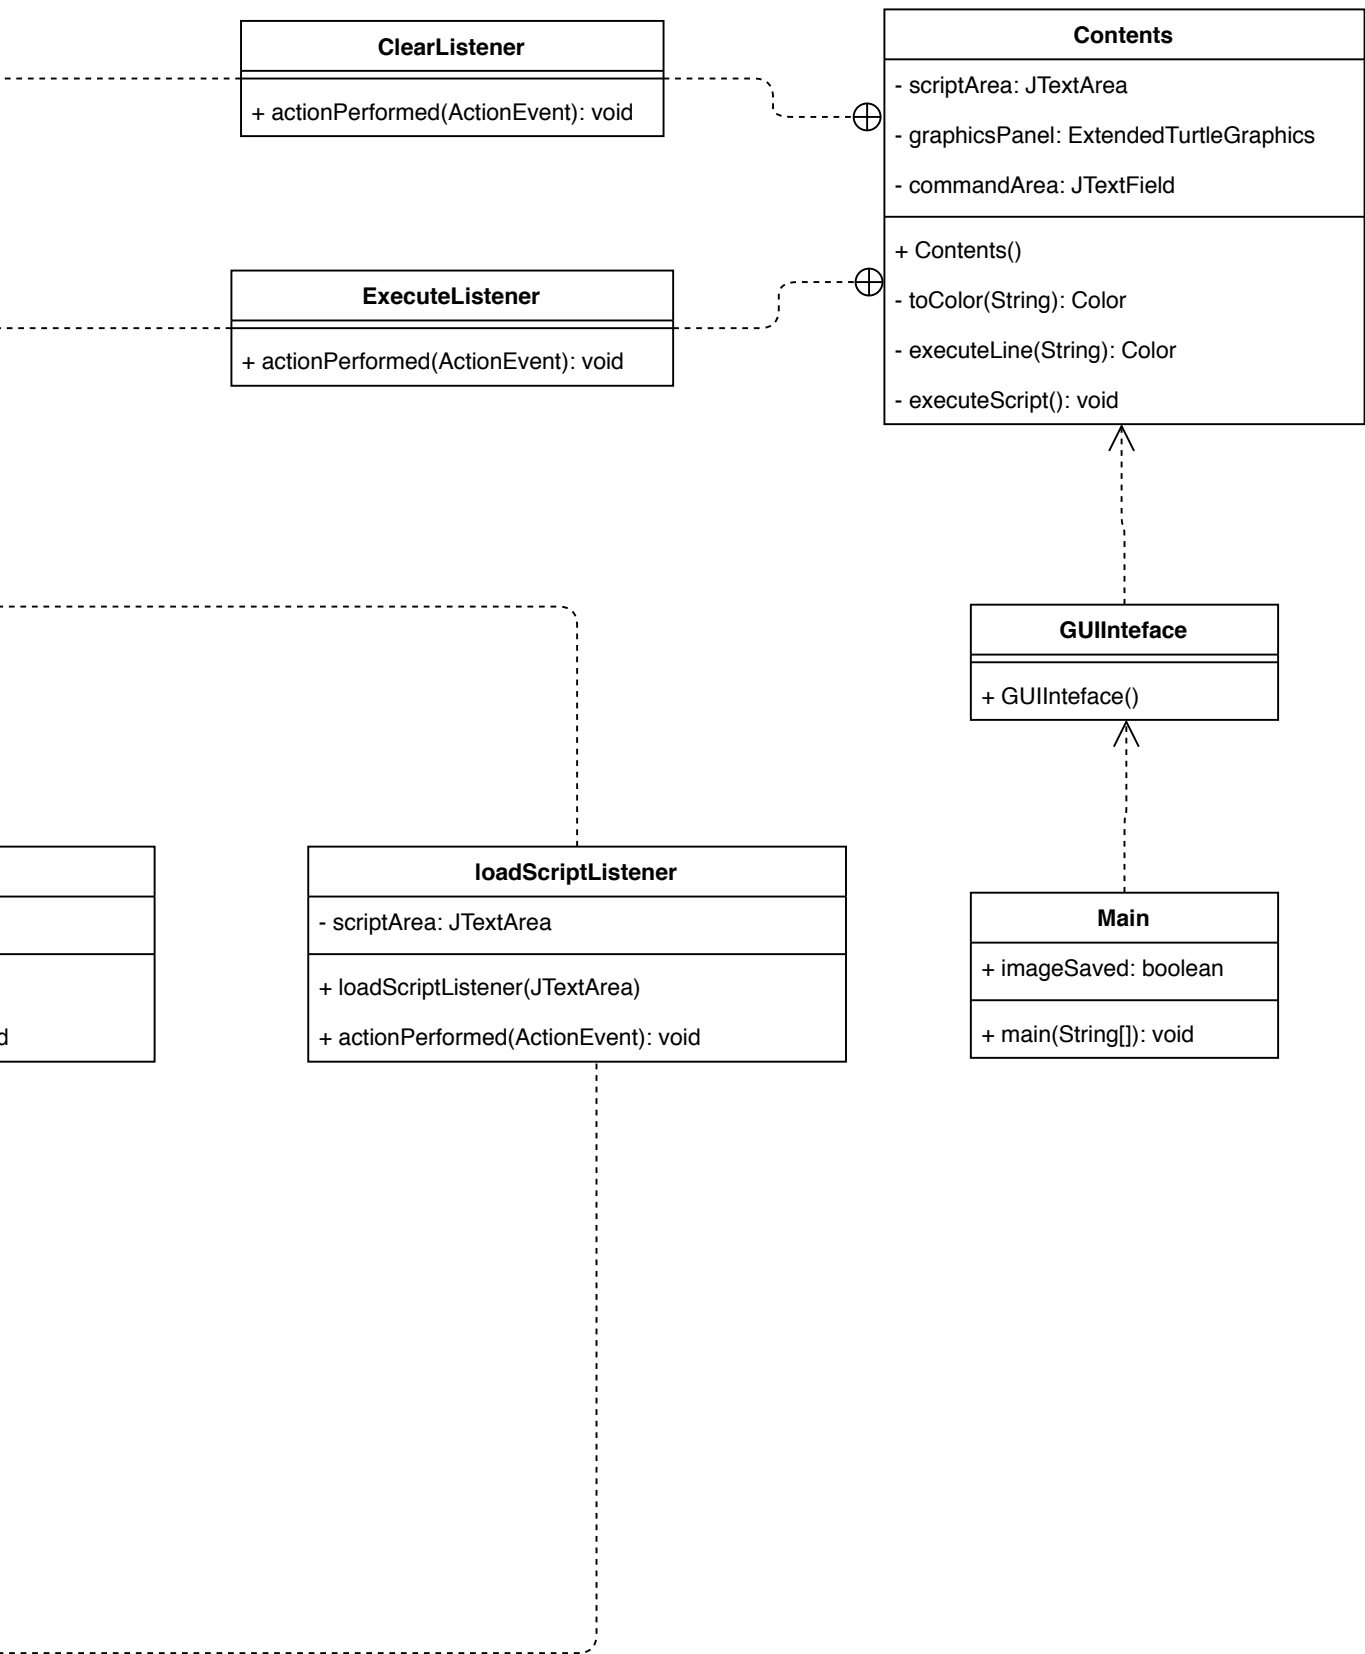 ClearListener
+ actionPerformed(ActionEvent): void
Contents
- scriptArea: JTextArea
- graphicsPanel: ExtendedTurtleGraphics
- commandArea: JTextField
+ Contents()
- toColor(String): Color
- executeLine(String): Color
- executeScript(): void
ExecuteListener
+ actionPerformed(ActionEvent): void
GUIInteface
+ GUIInteface()
d
loadScriptListener
- scriptArea: JTextArea
+ loadScriptListener(JTextArea)
+ actionPerformed(ActionEvent): void
Main
+ imageSaved: boolean
+ main(String[]): void